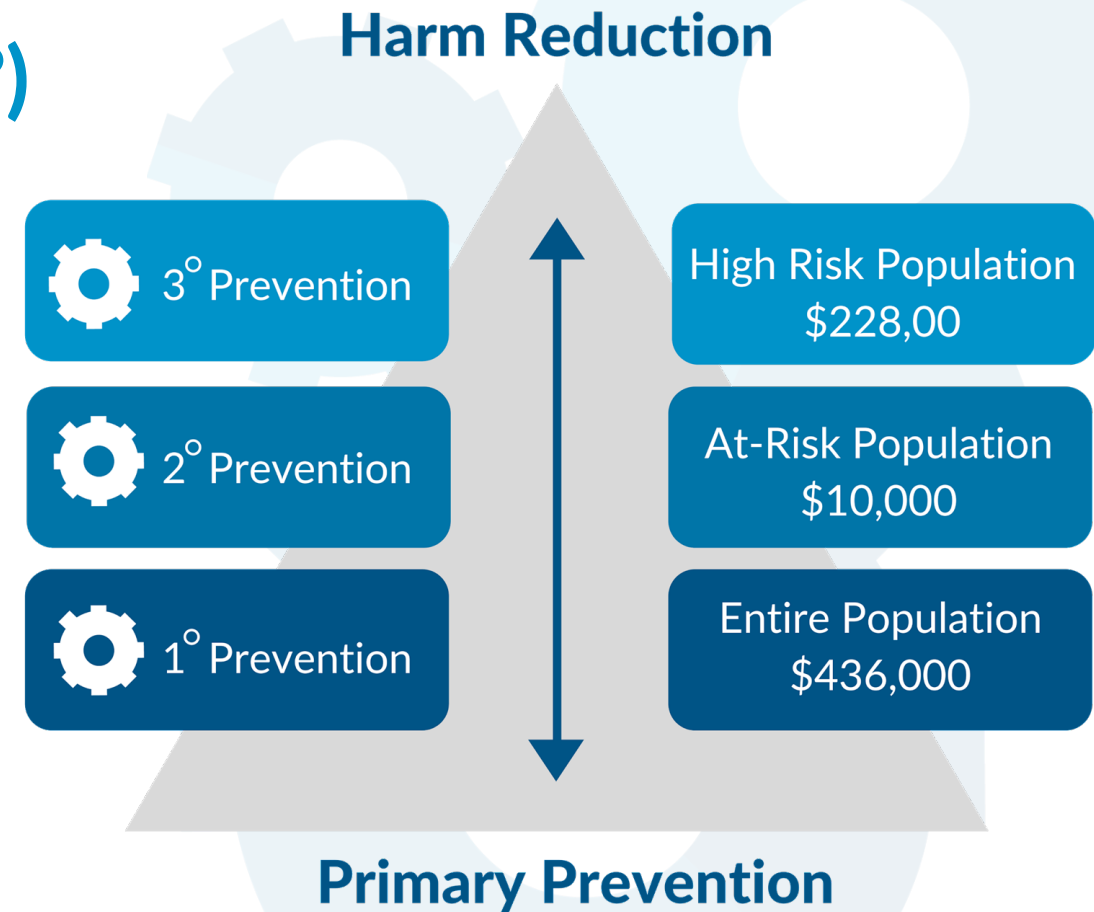 Harm Reduction
)
3° Prevention
High Risk Population
$228,00
2° Prevention
At-Risk Population
$10,000
1° Prevention
Entire Population
$436,000
Primary Prevention